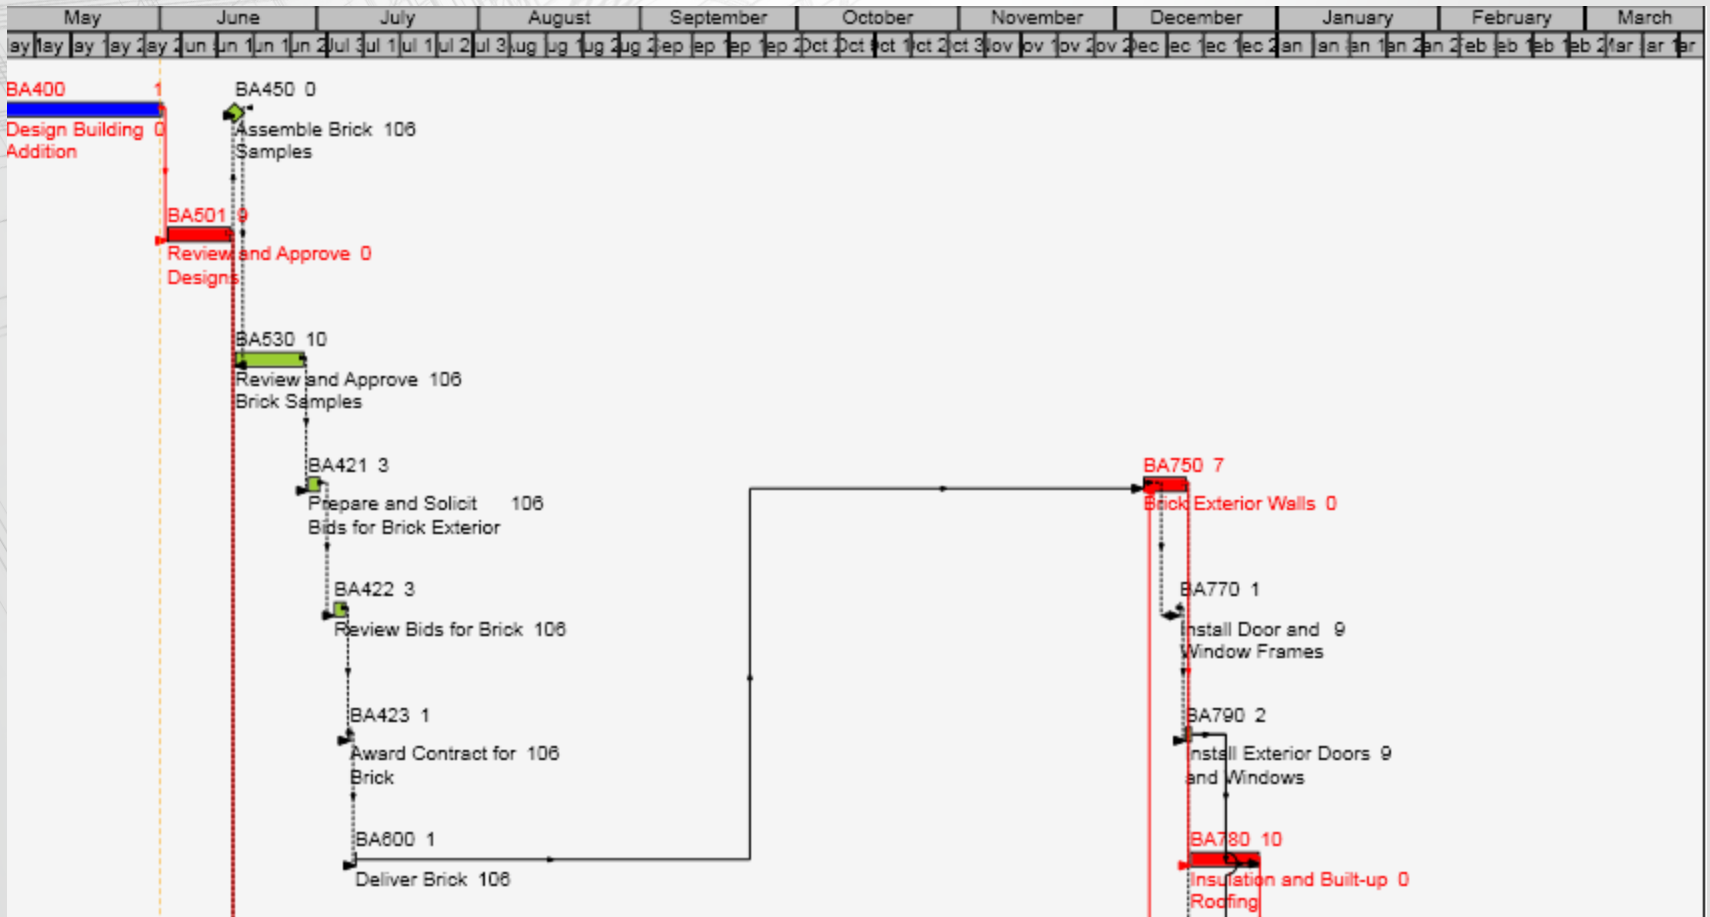 May June July August September October November December January February March
BA400 1
Design Building 0
Addition
BA450 0
Assemble Brick 106
Samples
BA501 9
Review and Approve 0
Designs
BA530 10
Review and Approve 106
Brick Samples
BA421 3
Prepare and Solicit 106
Bids for Brick Exterior
BA750 7
Brick Exterior Walls 0
BA422 3
Review Bids for Brick 106
BA770 1
Install Door and 9
Window Frames
BA423 1
Award Contract for 106
Brick
BA790 2
Install Exterior Doors 9
and Windows
BA600 1
Deliver Brick 106
BA780 10
Insulation and Built-up 0
Roofing